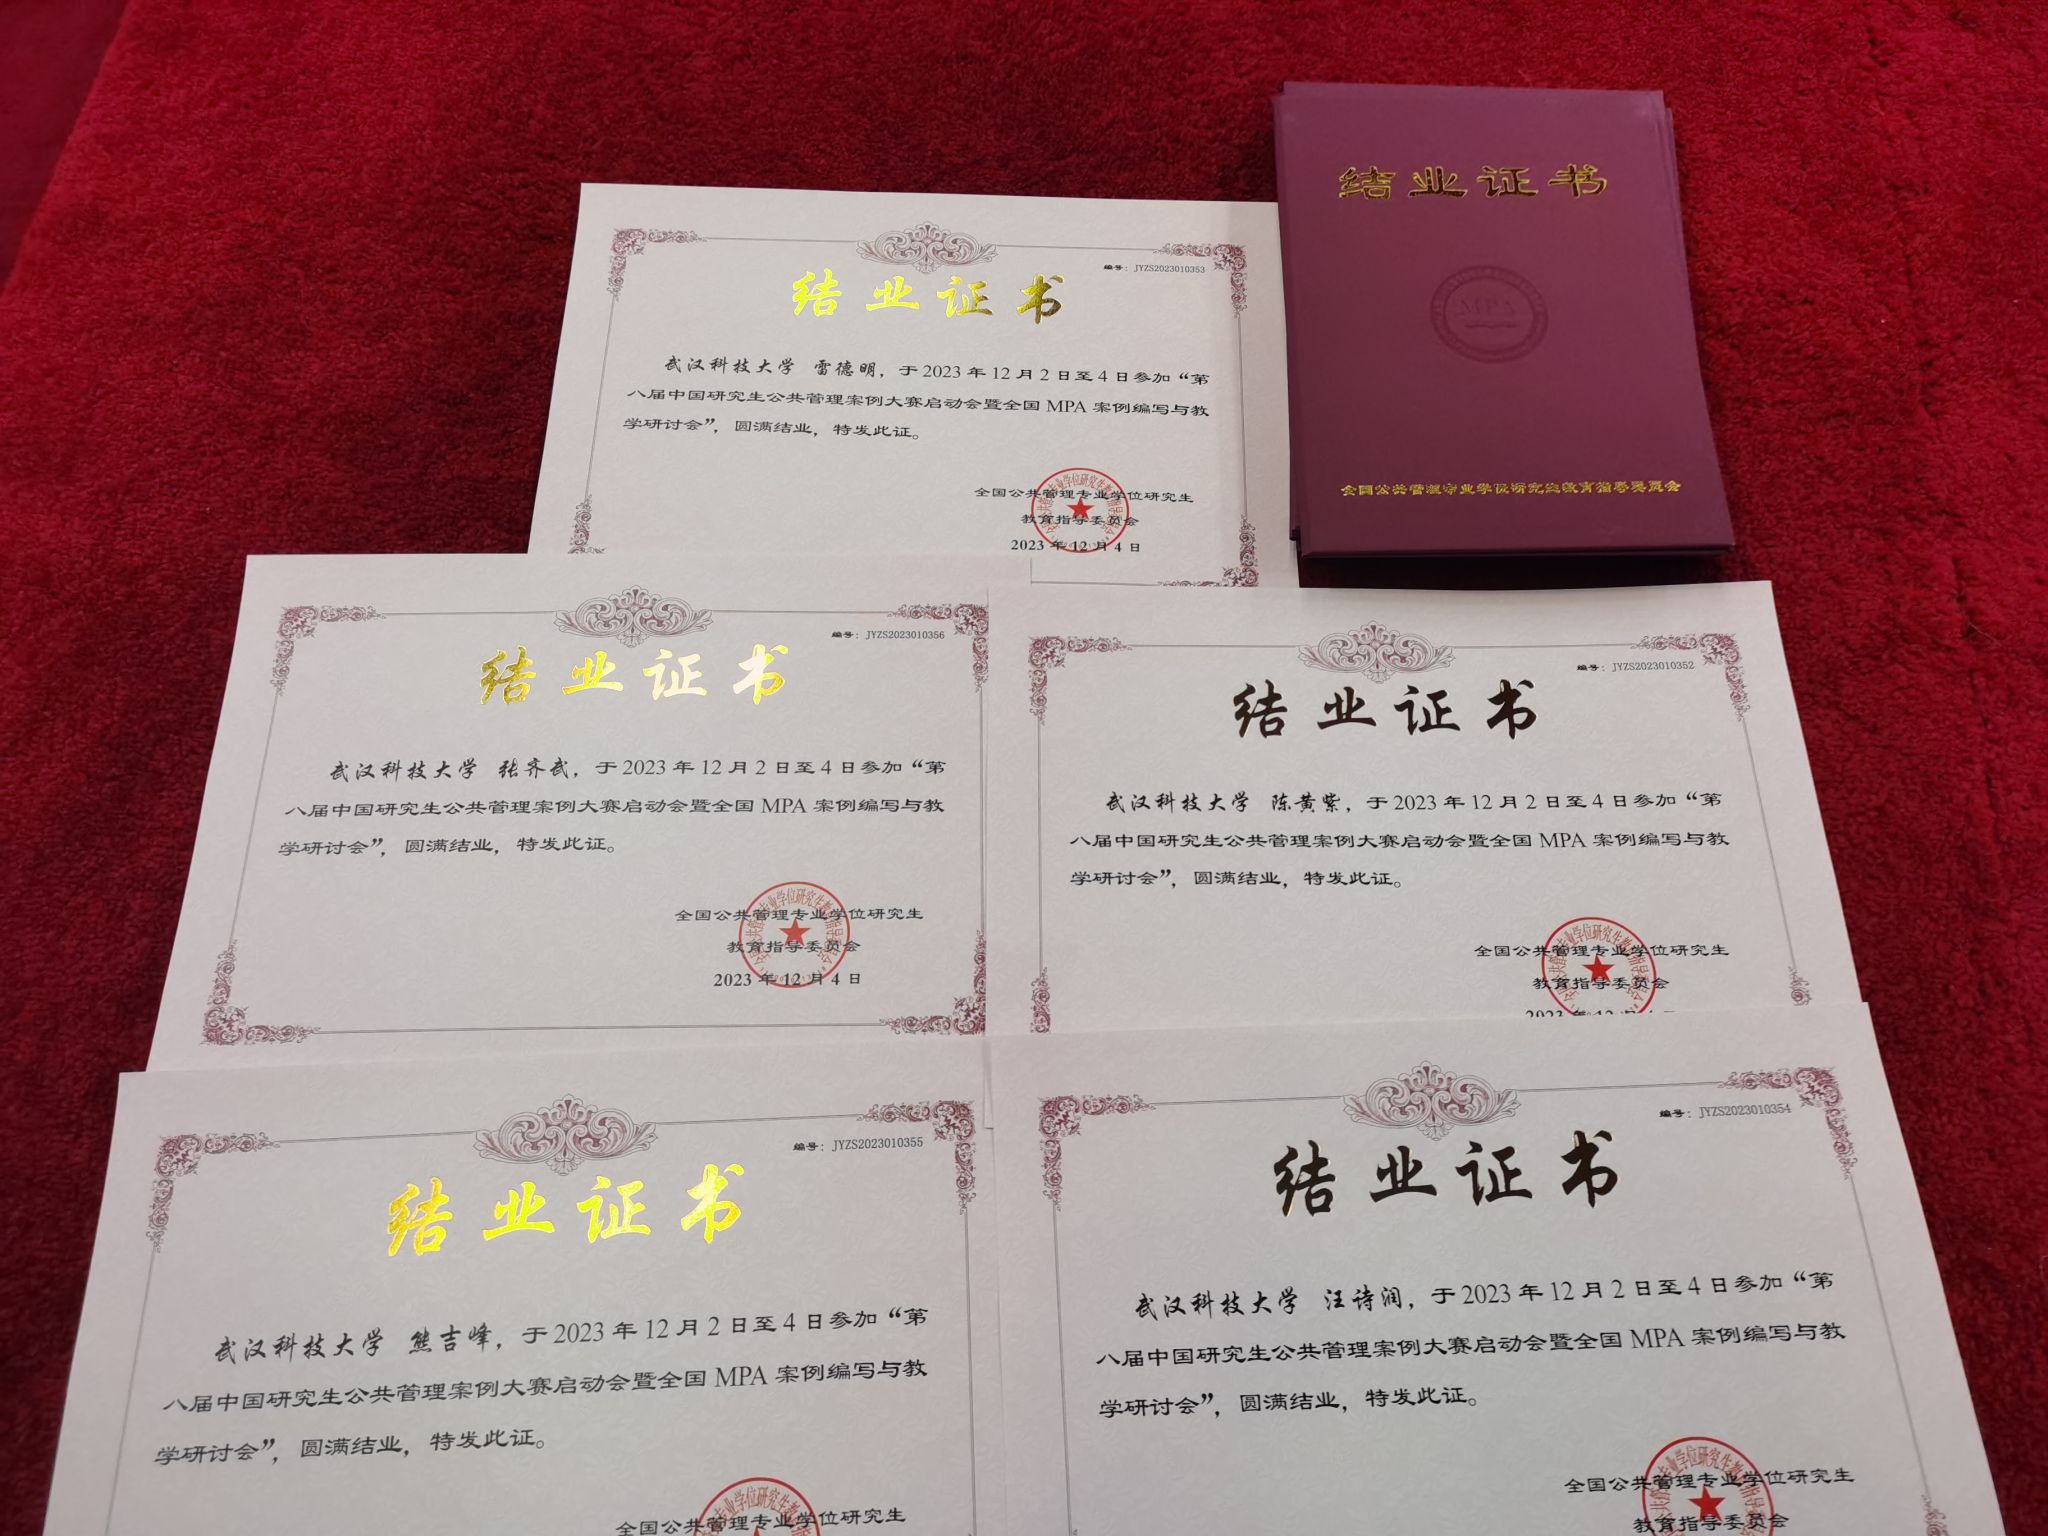 结业证书
MPA
全国公共管理专业学位研究生教育指导委员会
编号：JYZS2023010353
结业证书
武汉科技大学 雷德明，于2023年12月2日至4日参加“第
八届中国研究生公共管理案例大赛启动会暨全国MPA案例编写与教
学研讨会”，圆满结业，特发此证。
全国公共管理专业学位研究生
教育指导委员会
2023年12月4日
编号：JYZS2023010356
结业证书
武汉科技大学 张齐武，于2023年12月2日至4日参加“第
八届中国研究生公共管理案例大赛启动会暨全国MPA案例编写与教
学研讨会”，圆满结业，特发此证。
全国公共管理专业学位研究生
教育指导委员会
2023年12月4日
编号：JYZS2023010352
结业证书
武汉科技大学 陈黄紫，于2023年12月2日至4日参加“第
八届中国研究生公共管理案例大赛启动会暨全国MPA案例编写与教
学研讨会”，圆满结业，特发此证。
全国公共管理专业学位研究生
教育指导委员会
2023年12月
编号：JYZS2023010355
结业证书
武汉科技大学 熊吉峰，于2023年12月2日至4日参加“第
八届中国研究生公共管理案例大赛启动会暨全国MPA案例编写与教
学研讨会”，圆满结业，特发此证。
全国公共管理专业学位研究生
编号：JYZS2023010354
结业证书
武汉科技大学 汪诗润，于2023年12月2日至4日参加“第
八届中国研究生公共管理案例大赛启动会暨全国MPA案例编写与教
学研讨会”，圆满结业，特发此证。
全国公共管理专业学位研究生
教育指导委员会